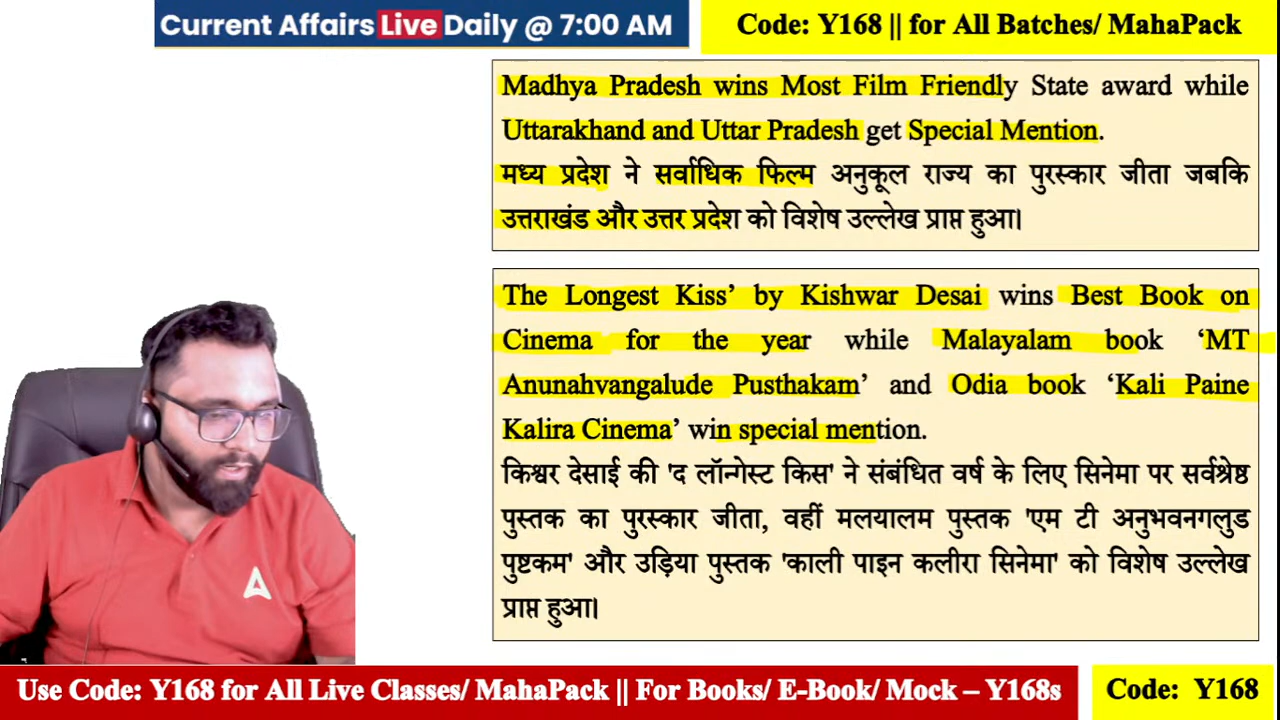 Current Affairs Live Daily @ 7:00 AM
Code: Y168 || for All Batches/ MahaPack
Madhya Pradesh wins Most Film Friendly State award while
Uttarakhand and Uttar Pradesh get Special Mention.
मध्य प्रदेश ने सर्वाधिक फिल्म अनुकूल राज्य का पुरस्कार जीता जबकि
उत्तराखंड और उत्तर प्रदेश को विशेष उल्लेख प्राप्त हुआ।
The Longest Kiss’ by Kishwar Desai wins Best Book on
Cinema for the year while Malayalam book ‘MT
Anunahvangalude Pusthakam’ and Odia book ‘Kali Paine
Kalira Cinema’ win special mention.
किश्वर देसाई की 'द लॉन्गेस्ट किस' ने संबंधित वर्ष के लिए सिनेमा पर सर्वश्रेष्ठ
पुस्तक का पुरस्कार जीता, वहीं मलयालम पुस्तक 'एम टी अनुभवनगलुड
पुष्टकम' और उड़िया पुस्तक 'काली पाइन कलीरा सिनेमा' को विशेष उल्लेख
प्राप्त हुआ।
Use Code: Y168 for All Live Classes/ MahaPack || For Books/ E-Book/ Mock – Y168s
Code: Y168